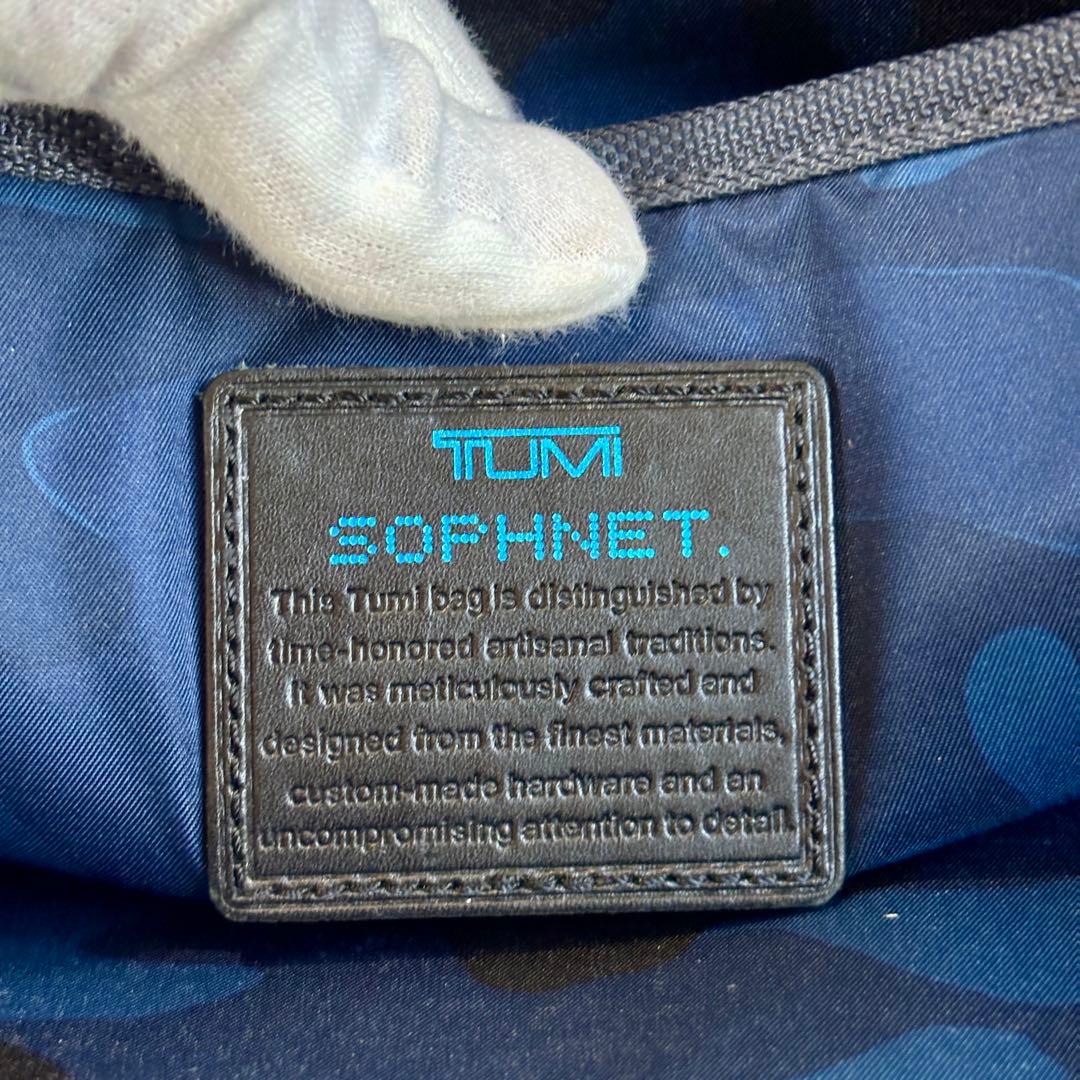 TUMI
SOPHNET.
This Tumi bag is distinguished by
time-honored artisanal traditions.
It was meticulously crafted and
designed from the finest materials,
custom-made hardware and an
uncompromising attention to detail.